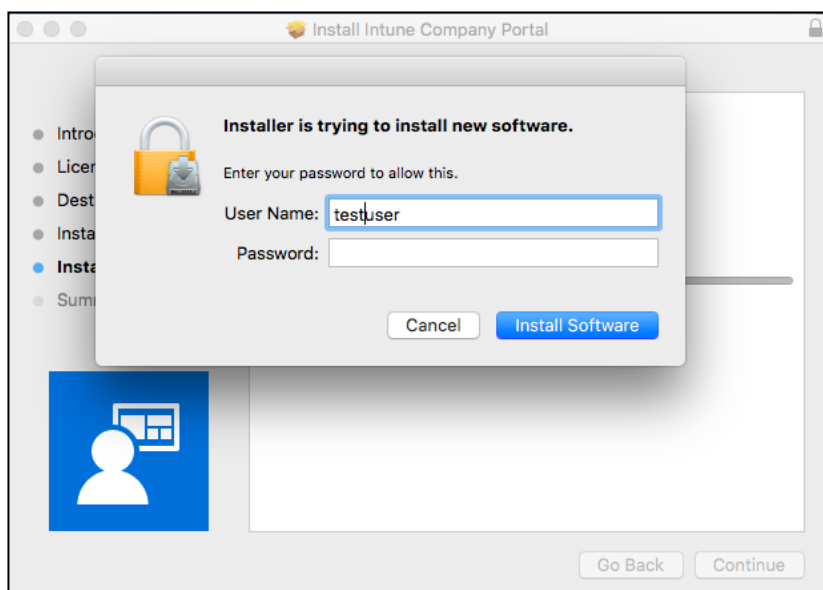 Install Intune Company Portal
Installer is trying to install new software.
Enter your password to allow this.
User Name: testuser
Password:
Cancel
Install Software
Intro
Licen
Dest
Insta
Insta
Sum
Go Back
Continue